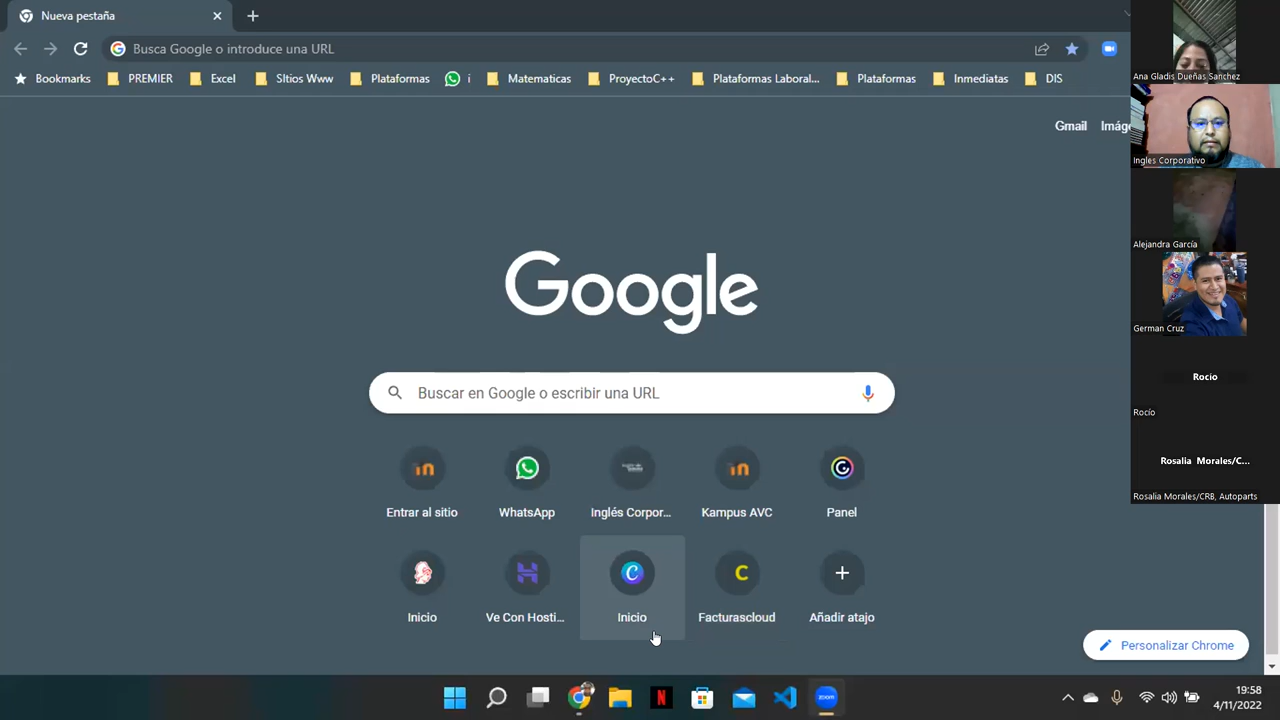 Nueva pestaña
Busca Google o introduce una URL
Bookmarks
PREMIER
Excel
SItios Www
Plataformas
i
Matematicas
ProyectoC++
Plataformas Laboral...
Plataformas
Inmediatas
DIS
Gmail
Imág
Google
Buscar en Google o escribir una URL
Entrar al sitio
WhatsApp
Inglés Corpor...
Kampus AVC
Panel
Inicio
Ve Con Hosti...
Inicio
Facturascloud
Añadir atajo
Personalizar Chrome
Ana Gladis Dueñas Sanchez
Ingles Corporativo
Alejandra García
German Cruz
Rocío
Rocío
Rosalia Morales/C...
Rosalia Morales/CRB, Autoparts
zoom
19:58
4/11/2022